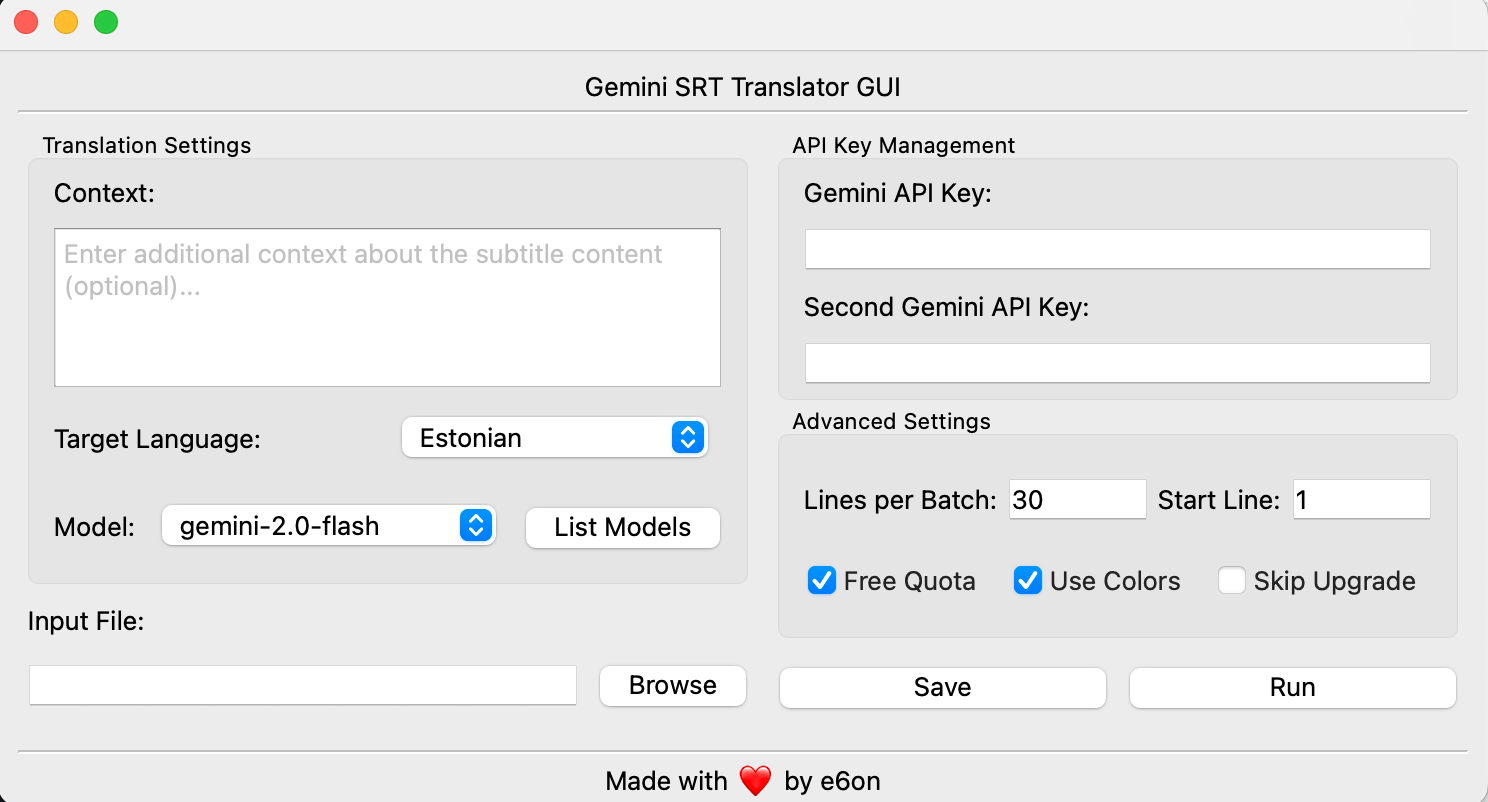 Gemini SRT Translator GUI
Translation Settings
Context:
Enter additional context about the subtitle content
(optional)...
Target Language:
Estonian
Model:
gemini-2.0-flash
List Models
Input File:
Browse
API Key Management
Gemini API Key:
Second Gemini API Key:
Advanced Settings
Lines per Batch: 30 Start Line: 1
Free Quota Use Colors Skip Upgrade
Save
Run
Made with ❤️ by e6on